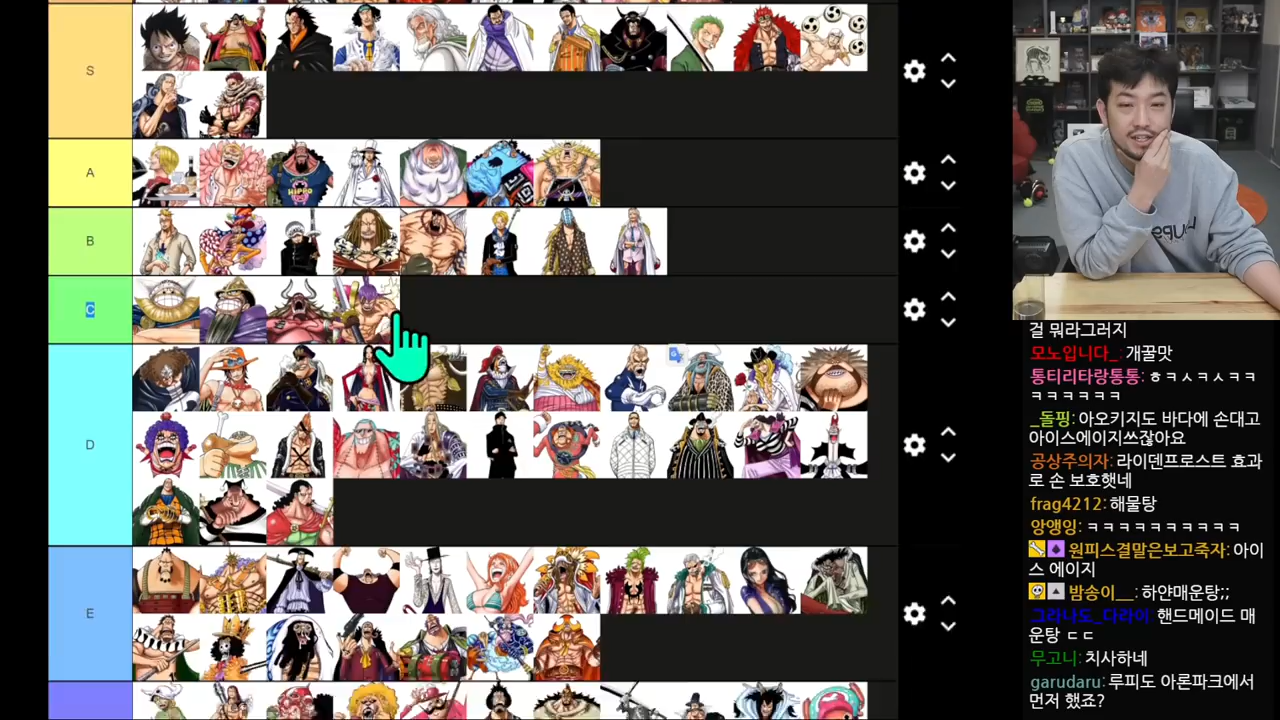 S
A
B
C
D
E
HIPPO
걸 뭐라그러지
모노입니다_: 개꿀맛
통티리타랑통통: ㅎㅋㅅㅋㅅㅋㅋ
ㅋㅋㅋㅋㅋㅋ
_돌핑: 아오키지도 바다에 손대고
아이스에이지쓰잖아요
공상주의자: 라이덴프로스트 효과
로 손 보호햇네
frag4212: 해물탕
앙앵잉: ㅋㅋㅋㅋㅋㅋㅋㅋㅋㅋ
원피스결말은보고죽자: 아이
스 에이지
밤송이__: 하얀매운탕;;
그라나도_다라이: 핸드메이드 매
운탕 ㄷㄷ
무고니: 치사하네
garudaru: 루피도 아론파크에서
먼저 했죠?